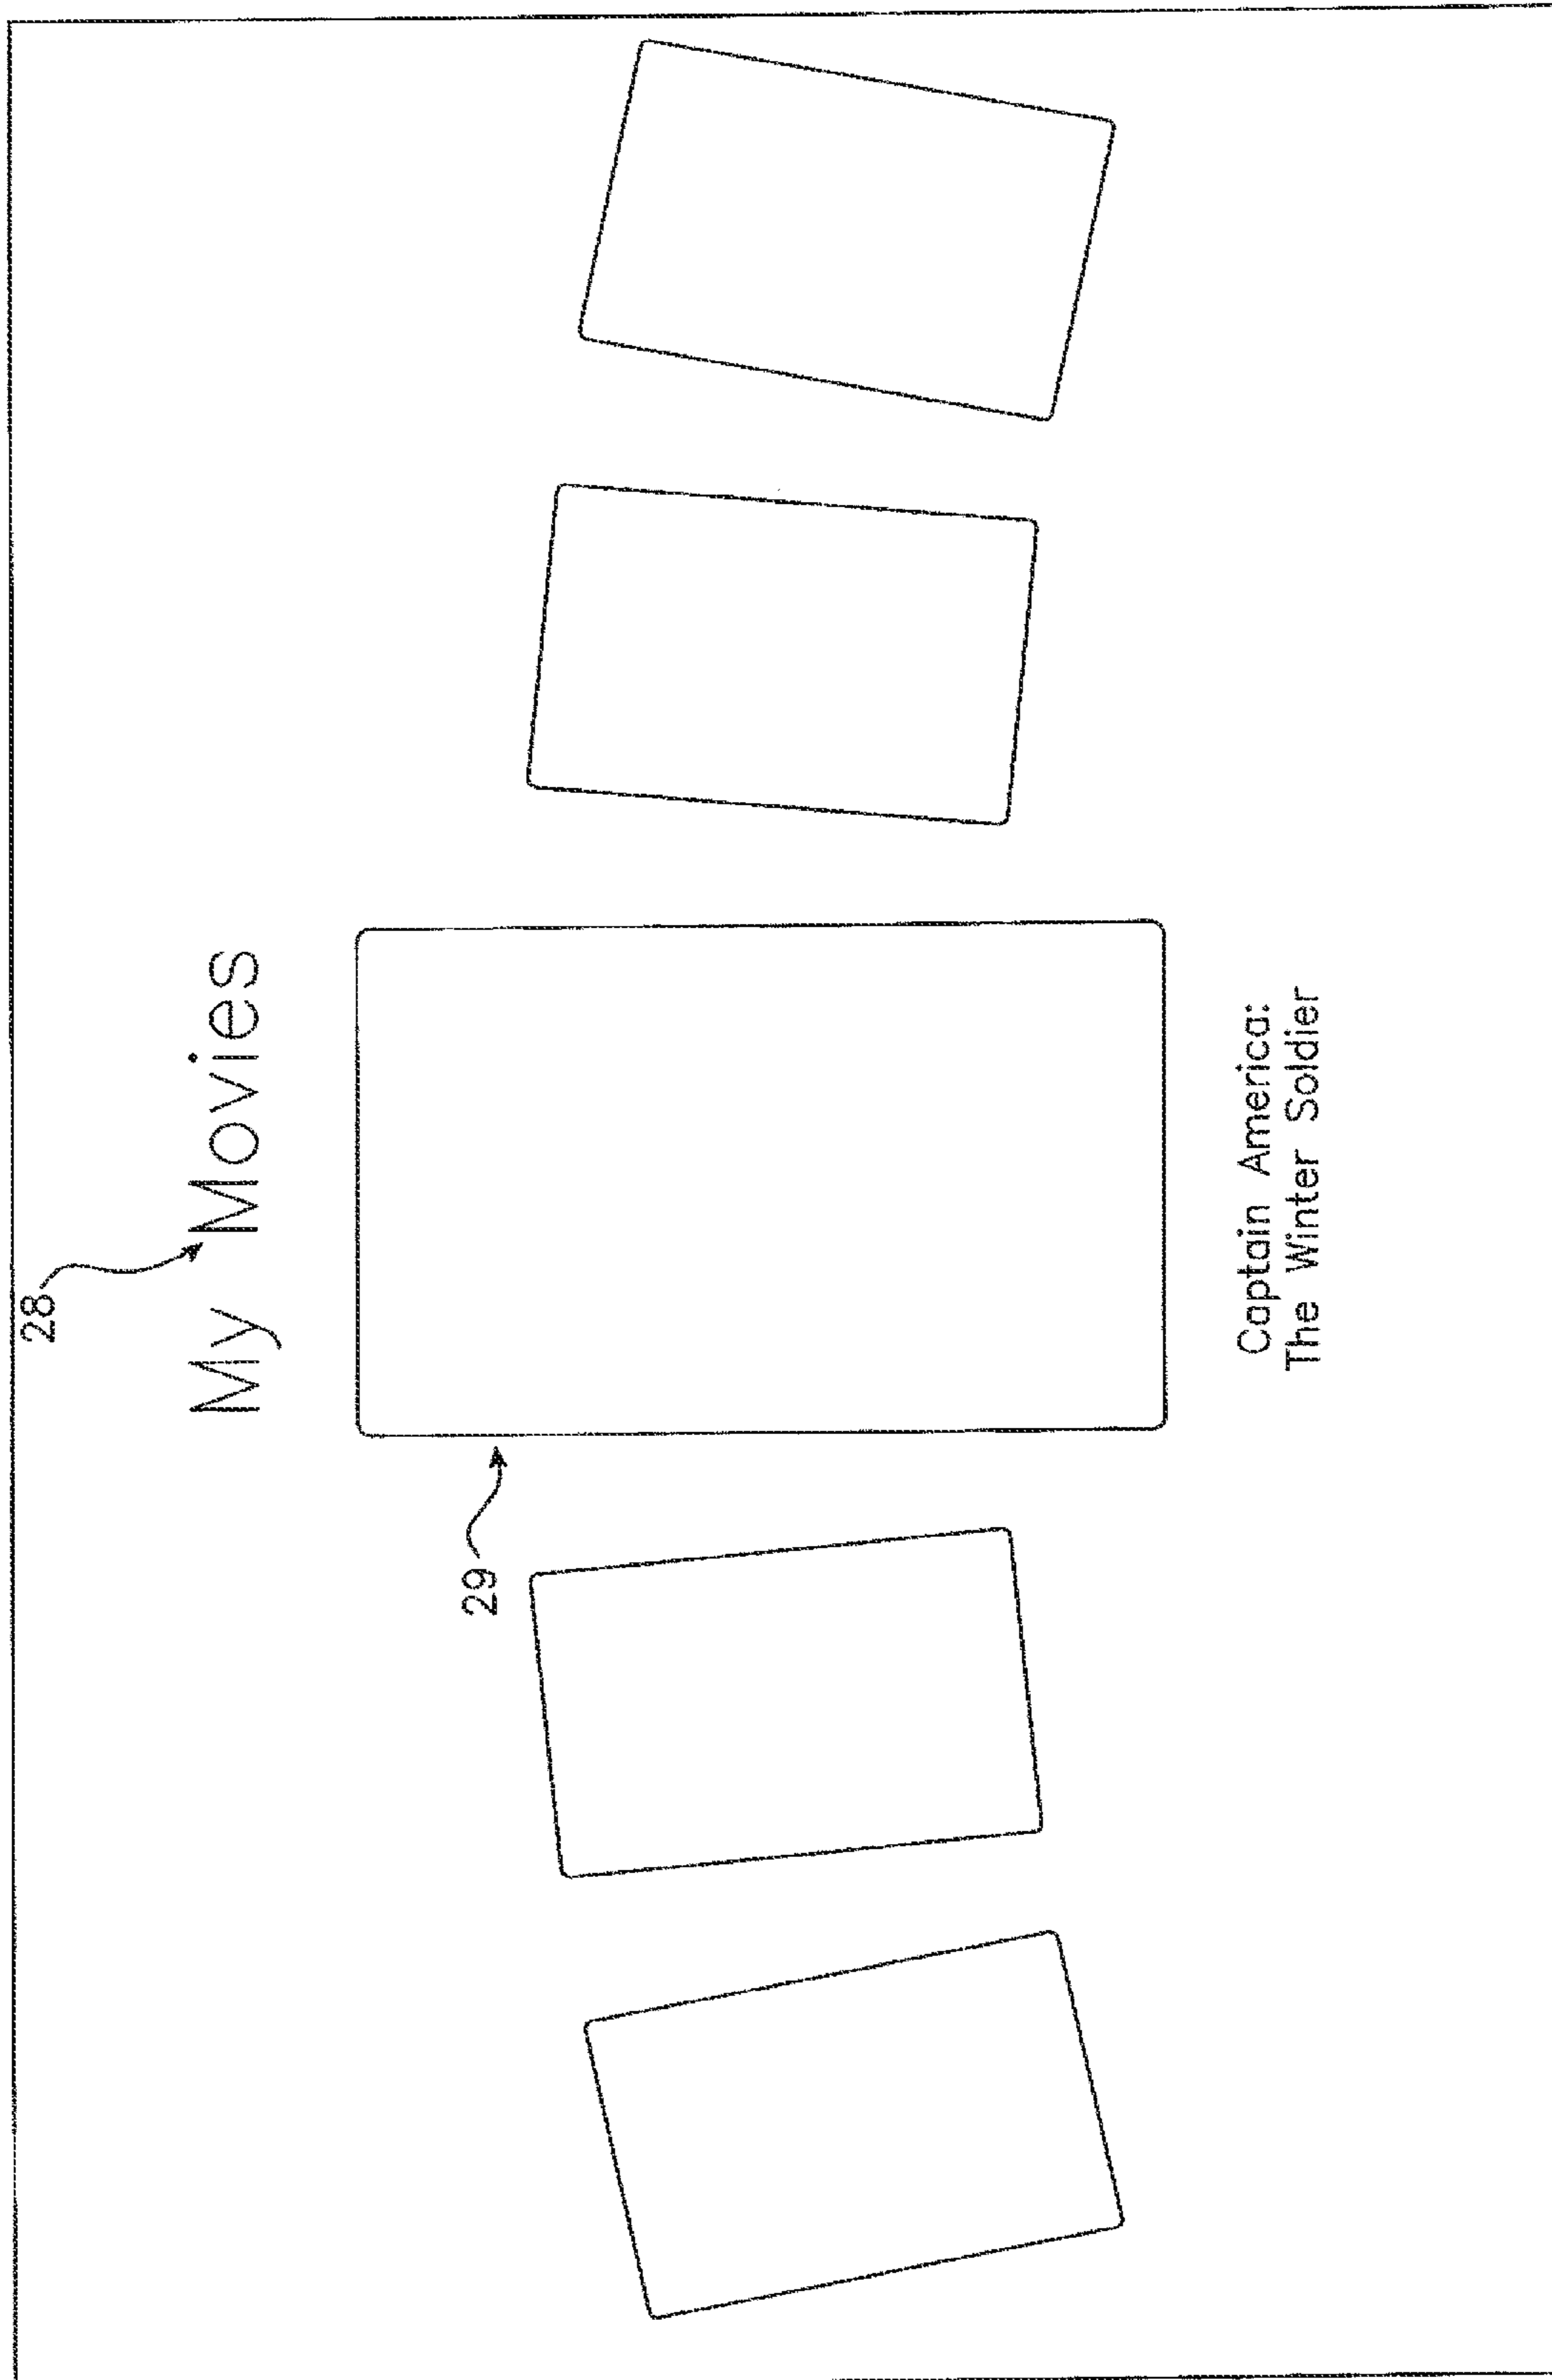 28
My Movies
29
Captain America:
The Winter Soldier